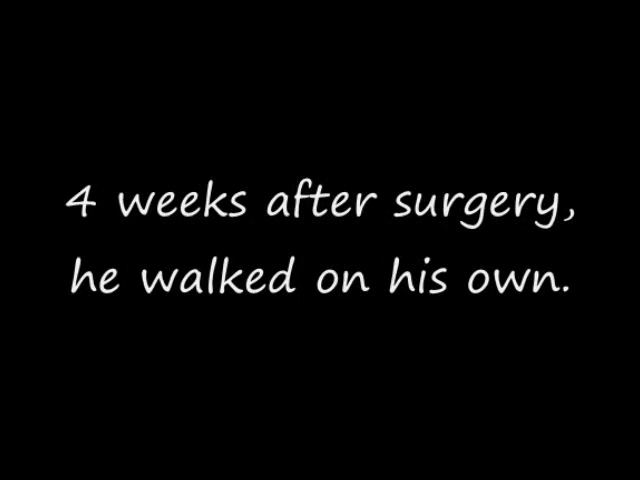 4 weeks after surgery,
he walked on his own.